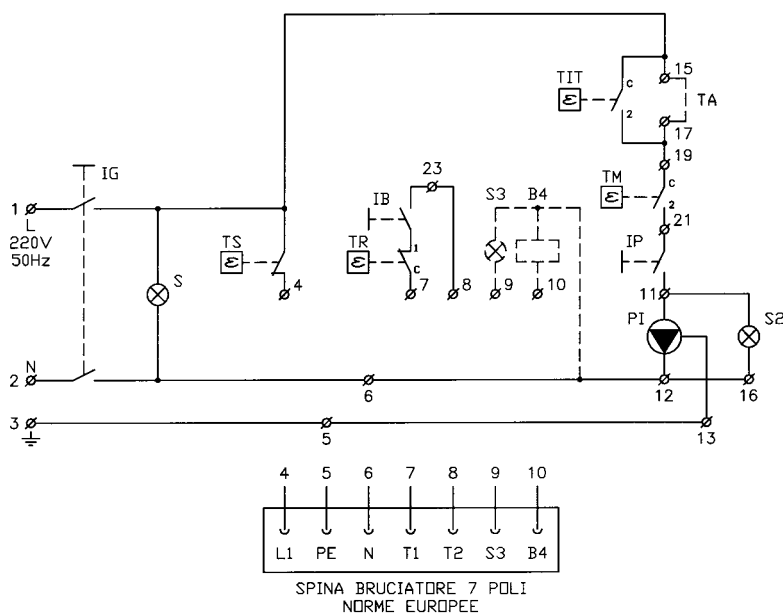 15
TIT
C
TA
2
17
19
IG
23
TM
C
S3
B4
IB
2
21
1
L
TS
TR
1
IP
220V
50Hz
ε
ε
ε
ε
C
S
4
7
8
9
10
11
PI
S2
N
2
6
12
16
3
5
13
4 5 6 7 8 9 10
L1 PE N T1 T2 S3 B4
SPINA BRUCIATORE 7 POLI
NORME EUROPEE